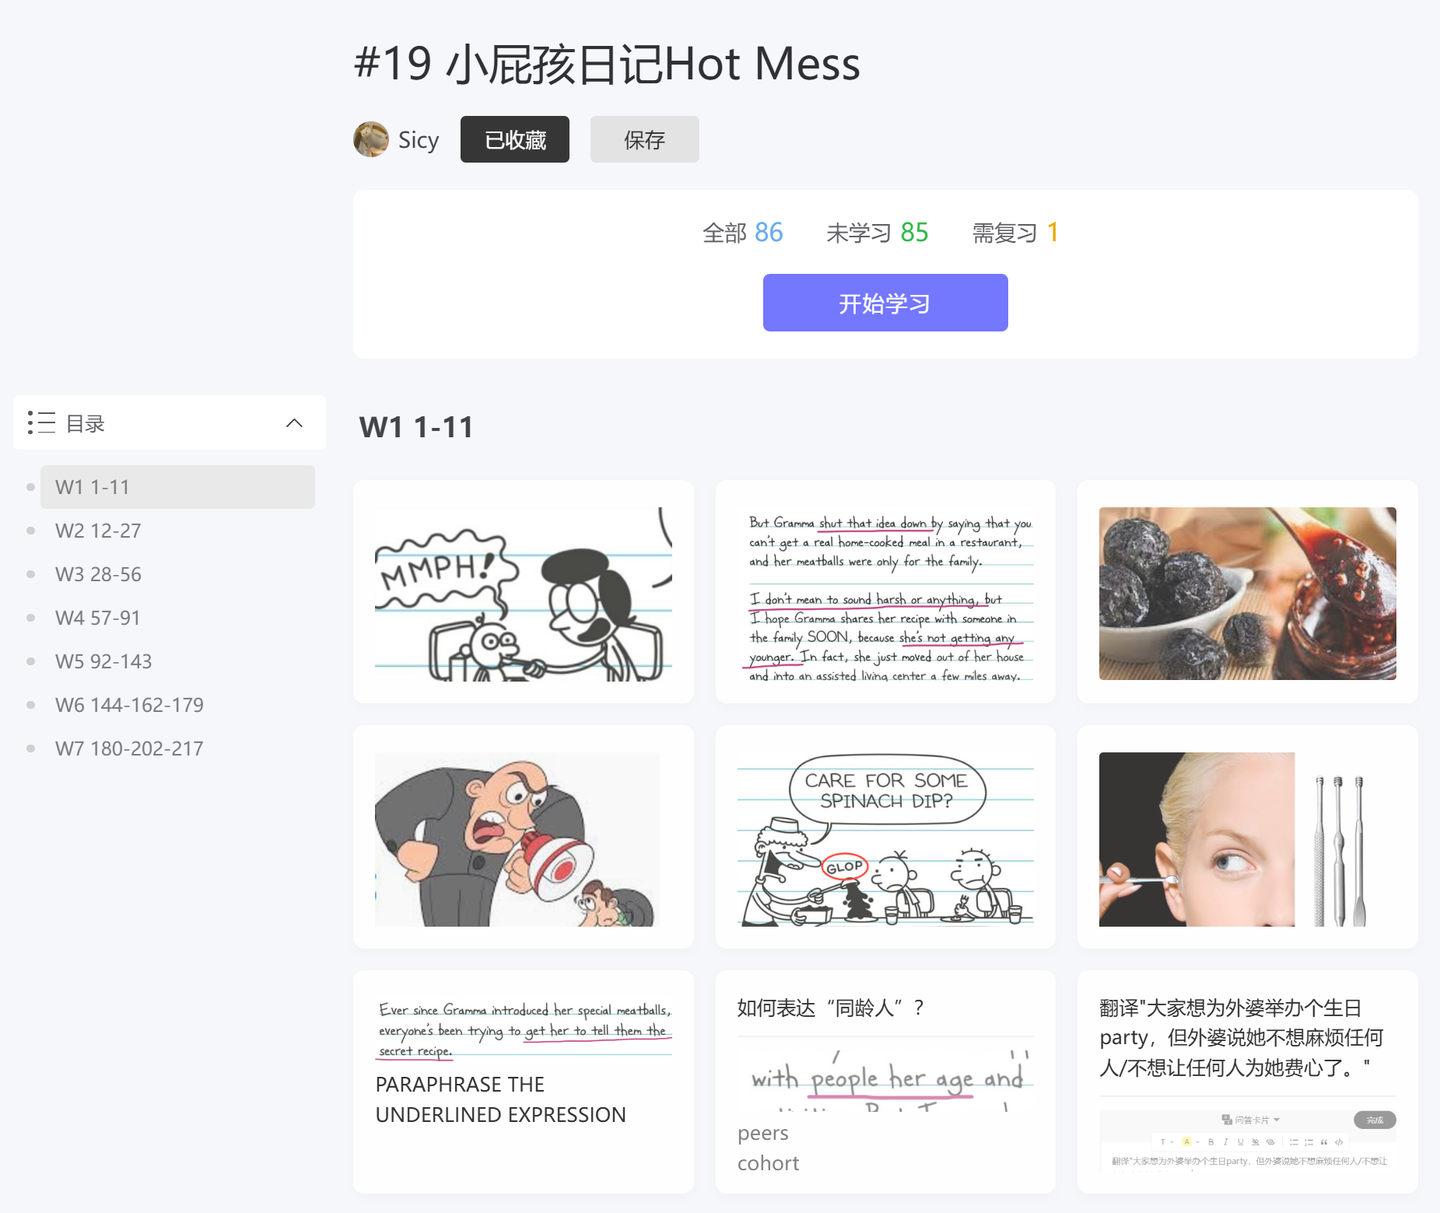 #19 小屁孩日记Hot Mess
Sicy
已收藏
保存
全部 86
未学习 85
需复习 1
开始学习
目录
W1 1-11
W2 12-27
W3 28-56
W4 57-91
W5 92-143
W6 144-162-179
W7 180-202-217
W1 1-11
MMPH!
But Gramma shut that idea down by saying that you
can't get a real home-cooked meal in a restaurant,
and her meatballs were only for the family.
I don't mean to sound harsh or anything, but
I hope Gramma shares her recipe with someone in
the family SOON, because she's not getting any
younger. In fact, she just moved out of her house
and into an assisted living center a few miles away.
CARE FOR SOME
SPINACH DIP?
GLOP
Ever since Gramma introduced her special meatballs,
everyone's been trying to get her to tell them the
secret recipe.
PARAPHRASE THE
UNDERLINED EXPRESSION
如何表达“同龄人”？
with people her age and
peers
cohort
翻译"大家想为外婆举办个生日
party，但外婆说她不想麻烦任何
人/不想让任何人为她费心了。"
问答卡片
完成
翻译"大家想为外婆举办个生日party，但外婆说她不想麻烦任何人/不想让